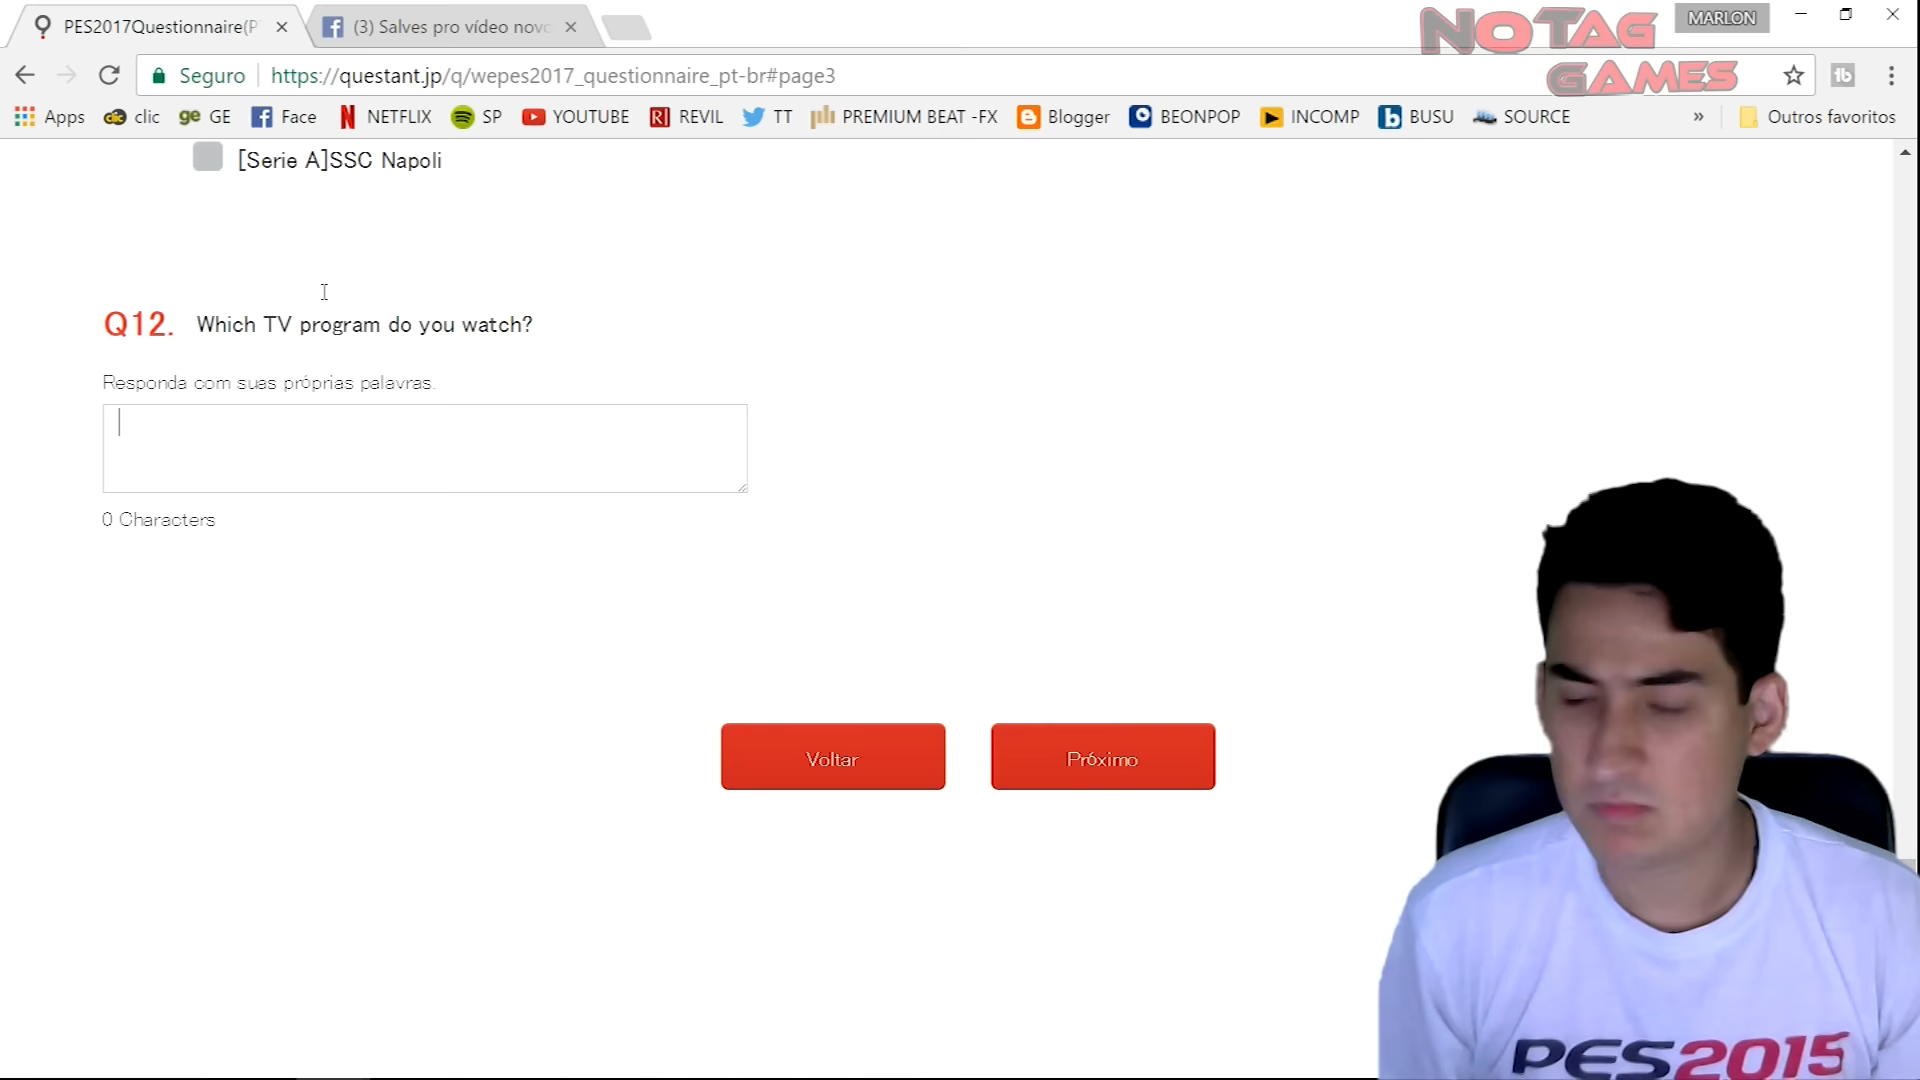 PES2017Questionnaire(P
(3) Salves pro vídeo novo
NOTAG
GAMES
MARLON
Seguro
https://questant.jp/q/wepes2017_questionnaire_pt-br#page3
Apps
clic
ge GE
Face
NETFLIX
SP
YOUTUBE
REVIL
TT
PREMIUM BEAT -FX
Blogger
BEONPOP
INCOMP
BUSU
SOURCE
»
Outros favoritos
[Serie A]SSC Napoli
Q12. Which TV program do you watch?
Responda com suas próprias palavras.
0 Characters
Voltar
Próximo
PES2015